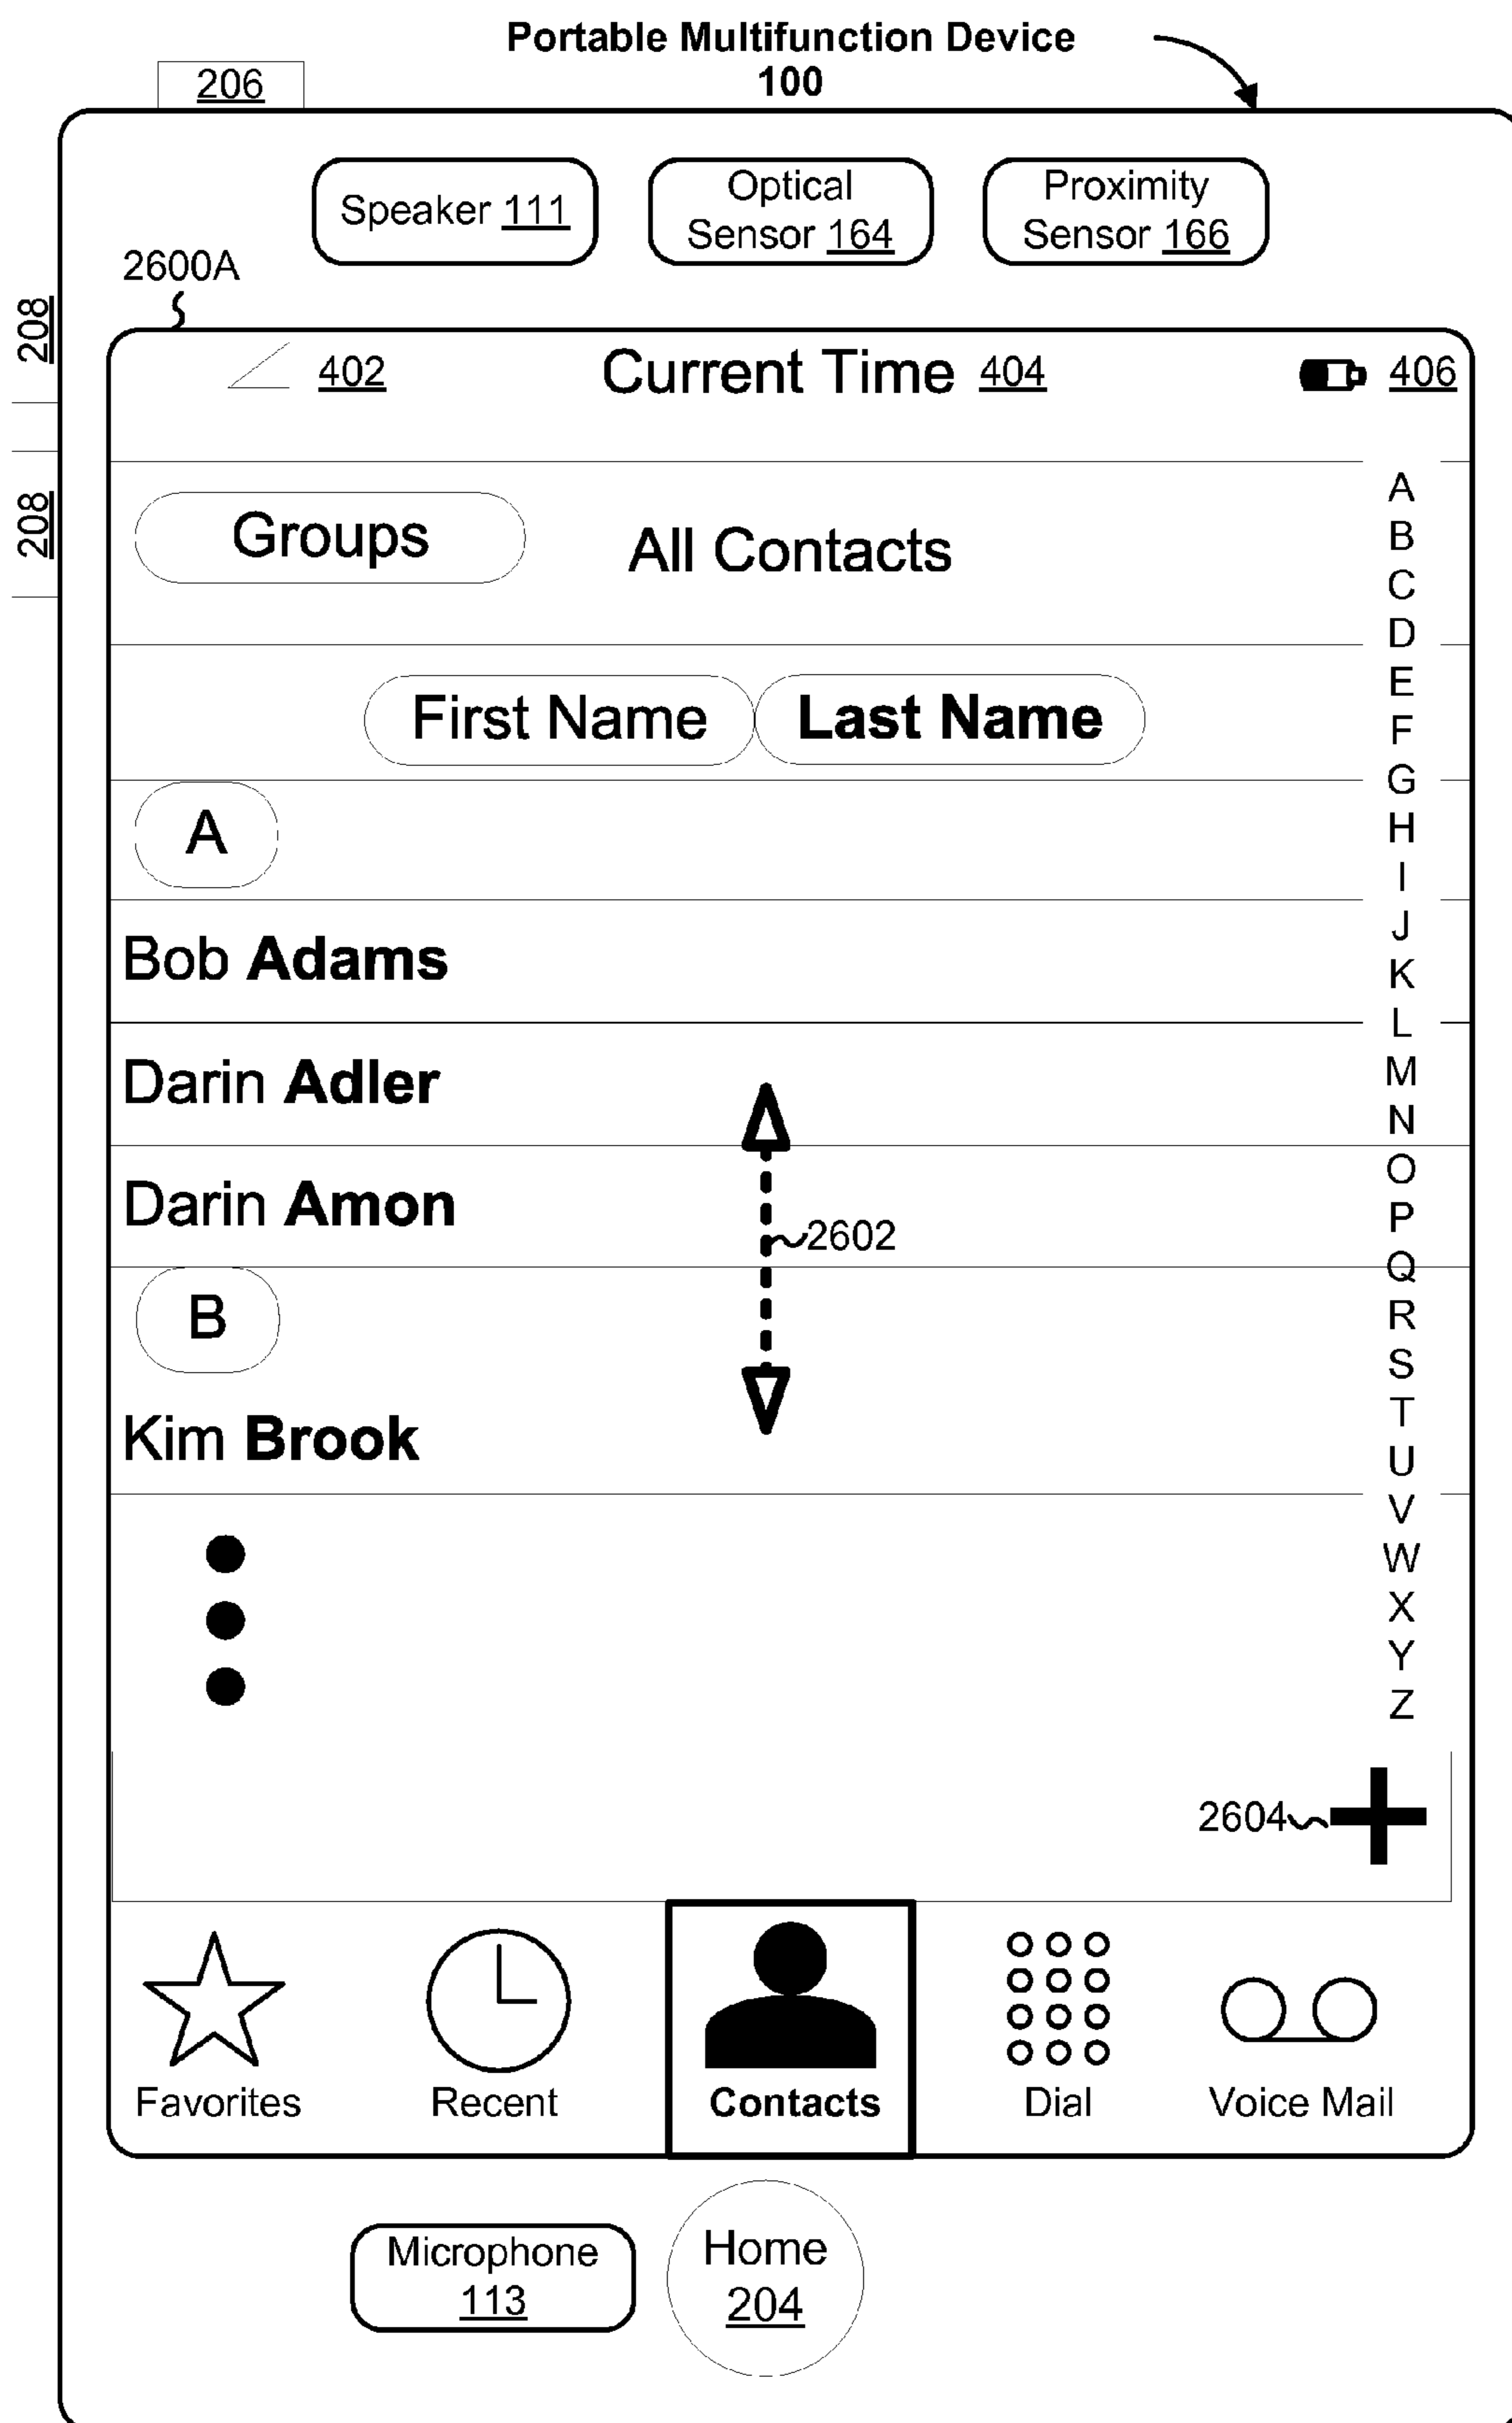 Portable Multifunction Device
100
206
Speaker 111
Optical
Sensor 164
Proximity
Sensor 166
2600A
208
208
402
Current Time 404
406
Groups
All Contacts
First Name
Last Name
A
Bob Adams
Darin Adler
Darin Amon
2602
B
Kim Brook
A
B
C
D
E
F
G
H
I
J
K
L
M
N
O
P
Q
R
S
T
U
V
W
X
Y
Z
2604
Favorites
Recent
Contacts
Dial
Voice Mail
Microphone
113
Home
204